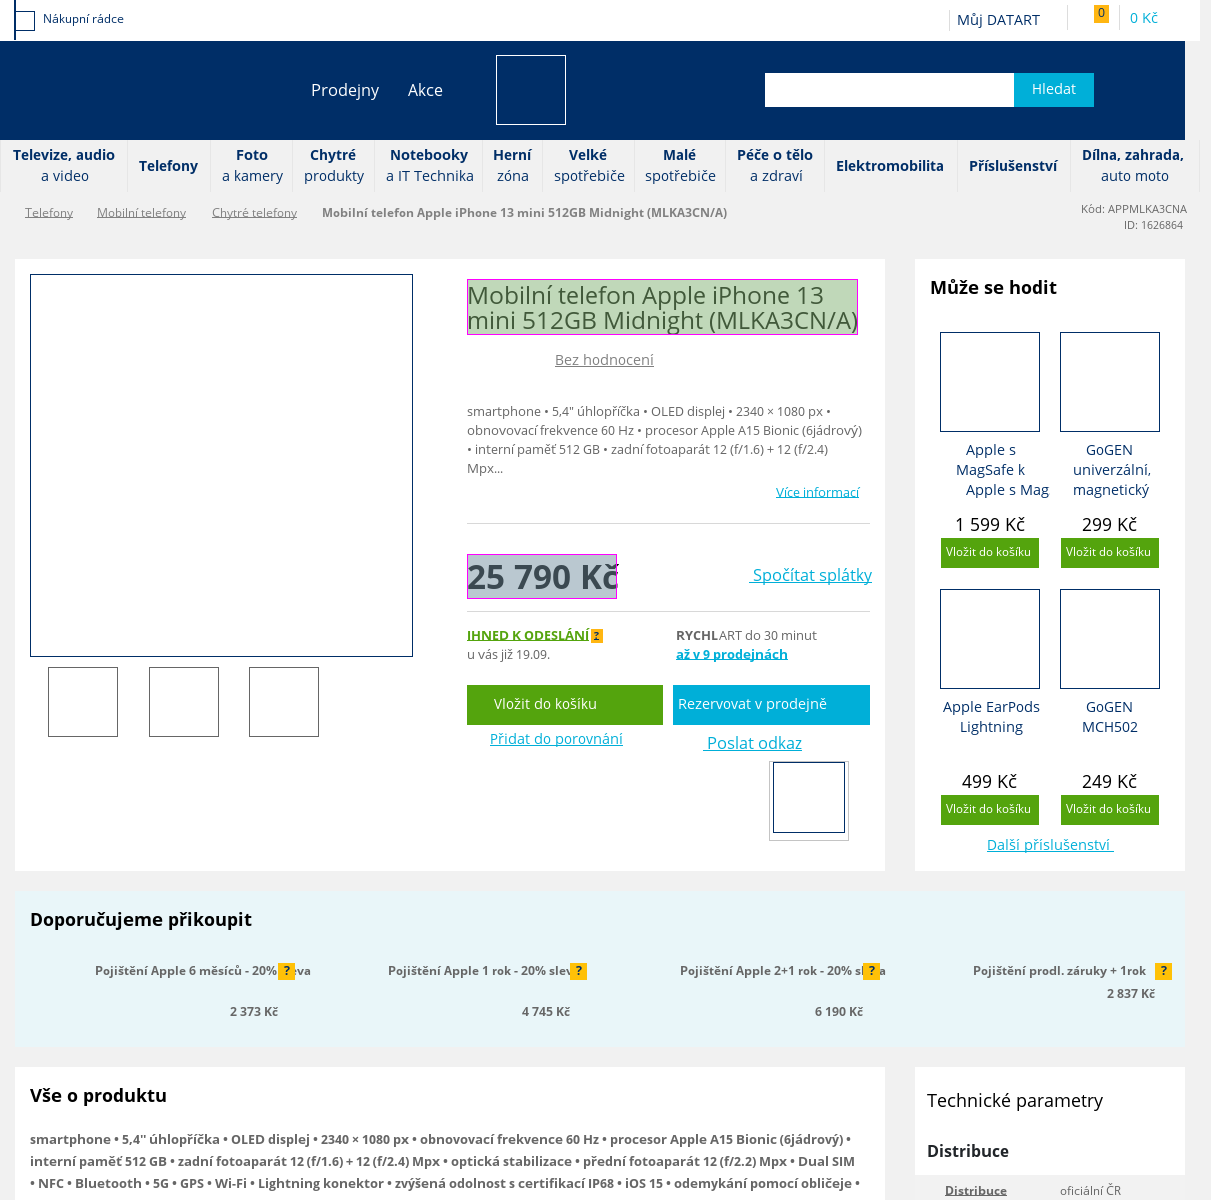 Nákupní rádce
Můj DATART
0
0 Kč
Prodejny
Akce
Hledat
Televize, audio
a video
Telefony
Foto
a kamery
Chytré
produkty
Notebooky
a IT Technika
Herní
zóna
Velké
spotřebiče
Malé
spotřebiče
Péče o tělo
a zdraví
Elektromobilita
Příslušenství
Dílna, zahrada,
auto moto
Telefony
Mobilní telefony
Chytré telefony
Mobilní telefon Apple iPhone 13 mini 512GB Midnight (MLKA3CN/A)
Kód: APPMLKA3CNA
ID: 1626864
Mobilní telefon Apple iPhone 13
mini 512GB Midnight (MLKA3CN/A)
Bez hodnocení
smartphone • 5,4" úhlopříčka • OLED displej • 2340 × 1080 px •
obnovovací frekvence 60 Hz • procesor Apple A15 Bionic (6jádrový)
• interní paměť 512 GB • zadní fotoaparát 12 (f/1.6) + 12 (f/2.4)
Mpx...
Více informací
25 790 Kč
Spočítat splátky
IHNED K ODESLÁNÍ ?
u vás již 19.09.
RYCHLART do 30 minut
až v 9 prodejnách
Vložit do košíku
Rezervovat v prodejně
Přidat do porovnání
Poslat odkaz
Může se hodit
Apple s
MagSafe k
Apple s Mag
1 599 Kč
Vložit do košíku
GoGEN
univerzální,
magnetický
299 Kč
Vložit do košíku
Apple EarPods
Lightning
499 Kč
Vložit do košíku
GoGEN
MCH502
249 Kč
Vložit do košíku
Další příslušenství
Doporučujeme přikoupit
Pojištění Apple 6 měsíců - 20% ?eva
2 373 Kč
Pojištění Apple 1 rok - 20% slev ?
4 745 Kč
Pojištění Apple 2+1 rok - 20% s?a
6 190 Kč
Pojištění prodl. záruky + 1rok ?
2 837 Kč
Vše o produktu
smartphone • 5,4'' úhlopříčka • OLED displej • 2340 × 1080 px • obnovovací frekvence 60 Hz • procesor Apple A15 Bionic (6jádrový) •
interní paměť 512 GB • zadní fotoaparát 12 (f/1.6) + 12 (f/2.4) Mpx • optická stabilizace • přední fotoaparát 12 (f/2.2) Mpx • Dual SIM
• NFC • Bluetooth • 5G • GPS • Wi-Fi • Lightning konektor • zvýšená odolnost s certifikací IP68 • iOS 15 • odemykání pomocí obličeje •
Technické parametry
Distribuce
Distribuce
oficiální ČR